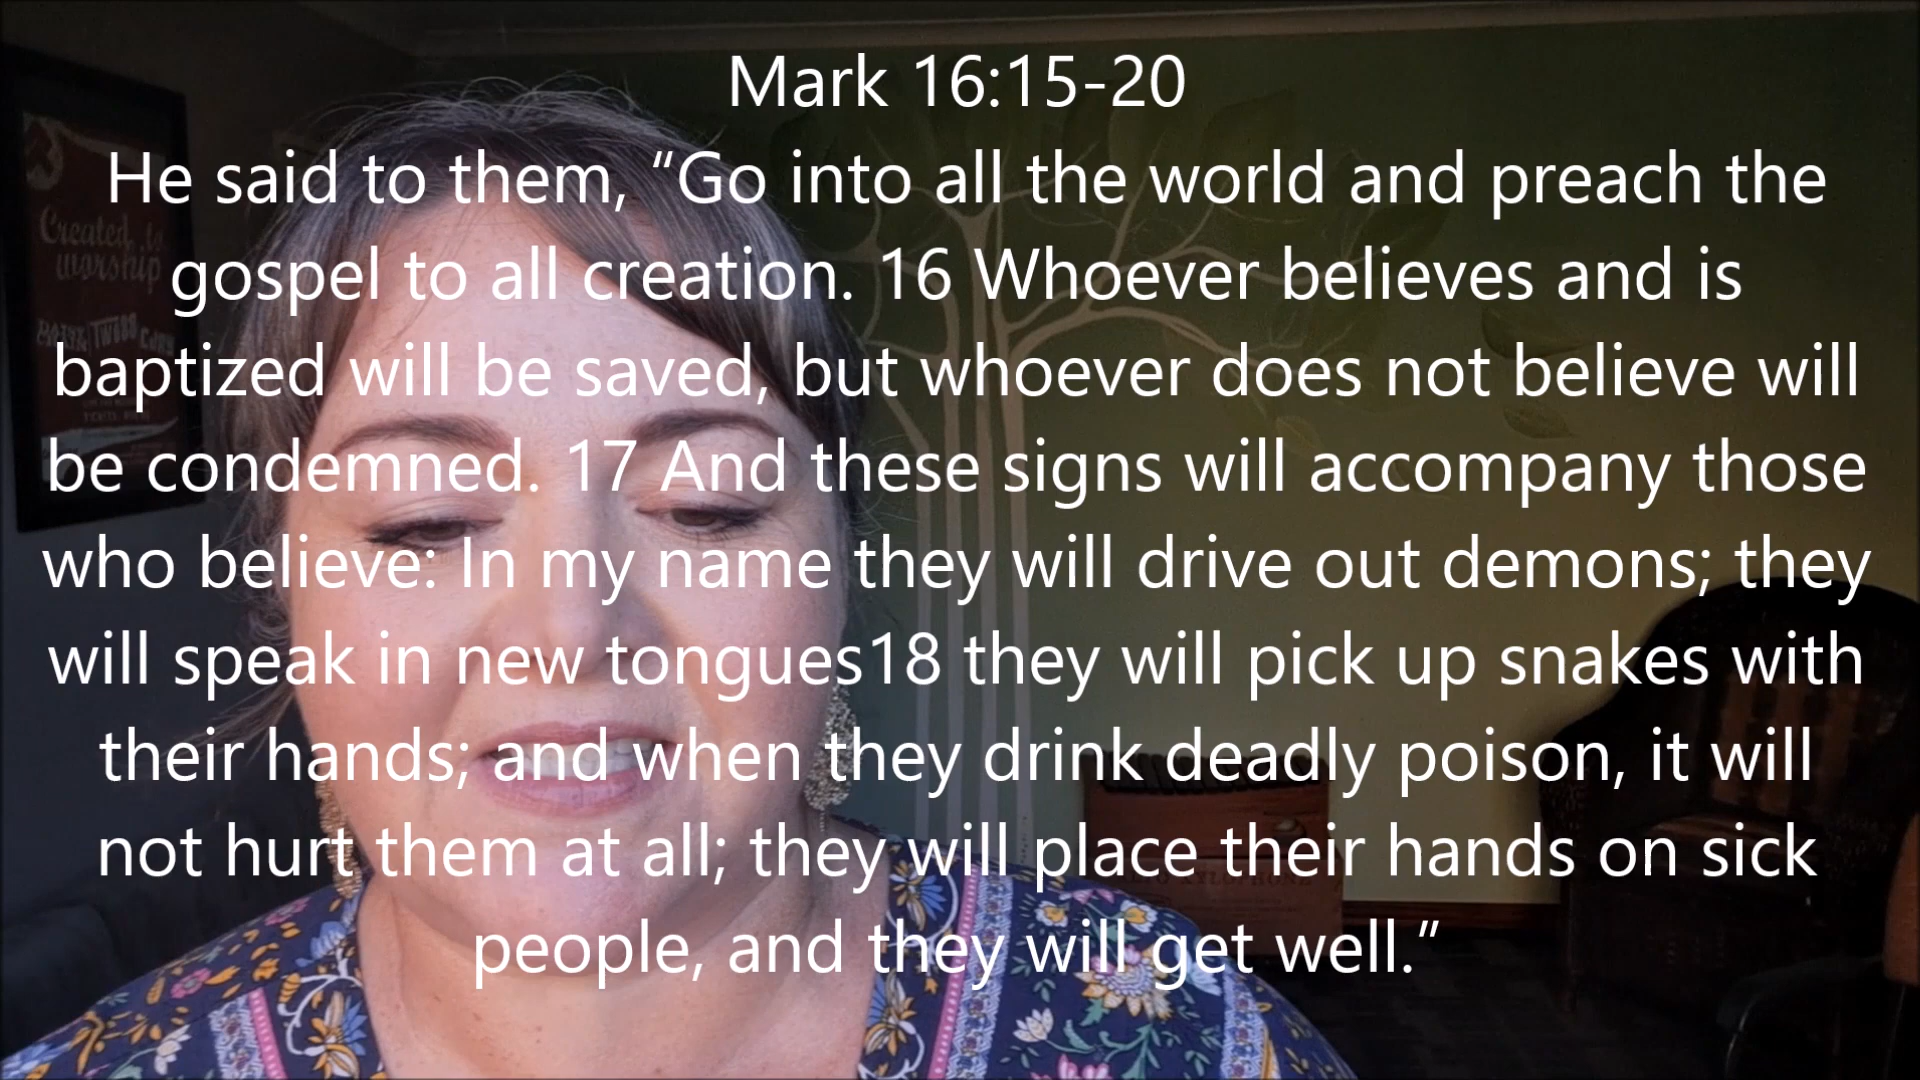 Mark 16:15-20
He said to them, “Go into all the world and preach the
gospel to all creation. 16 Whoever believes and is
baptized will be saved, but whoever does not believe will
be condemned. 17 And these signs will accompany those
who believe: In my name they will drive out demons; they
will speak in new tongues18 they will pick up snakes with
their hands; and when they drink deadly poison, it will
not hurt them at all; they will place their hands on sick
people, and they will get well.”
Created to
worship
XYLOPHONE